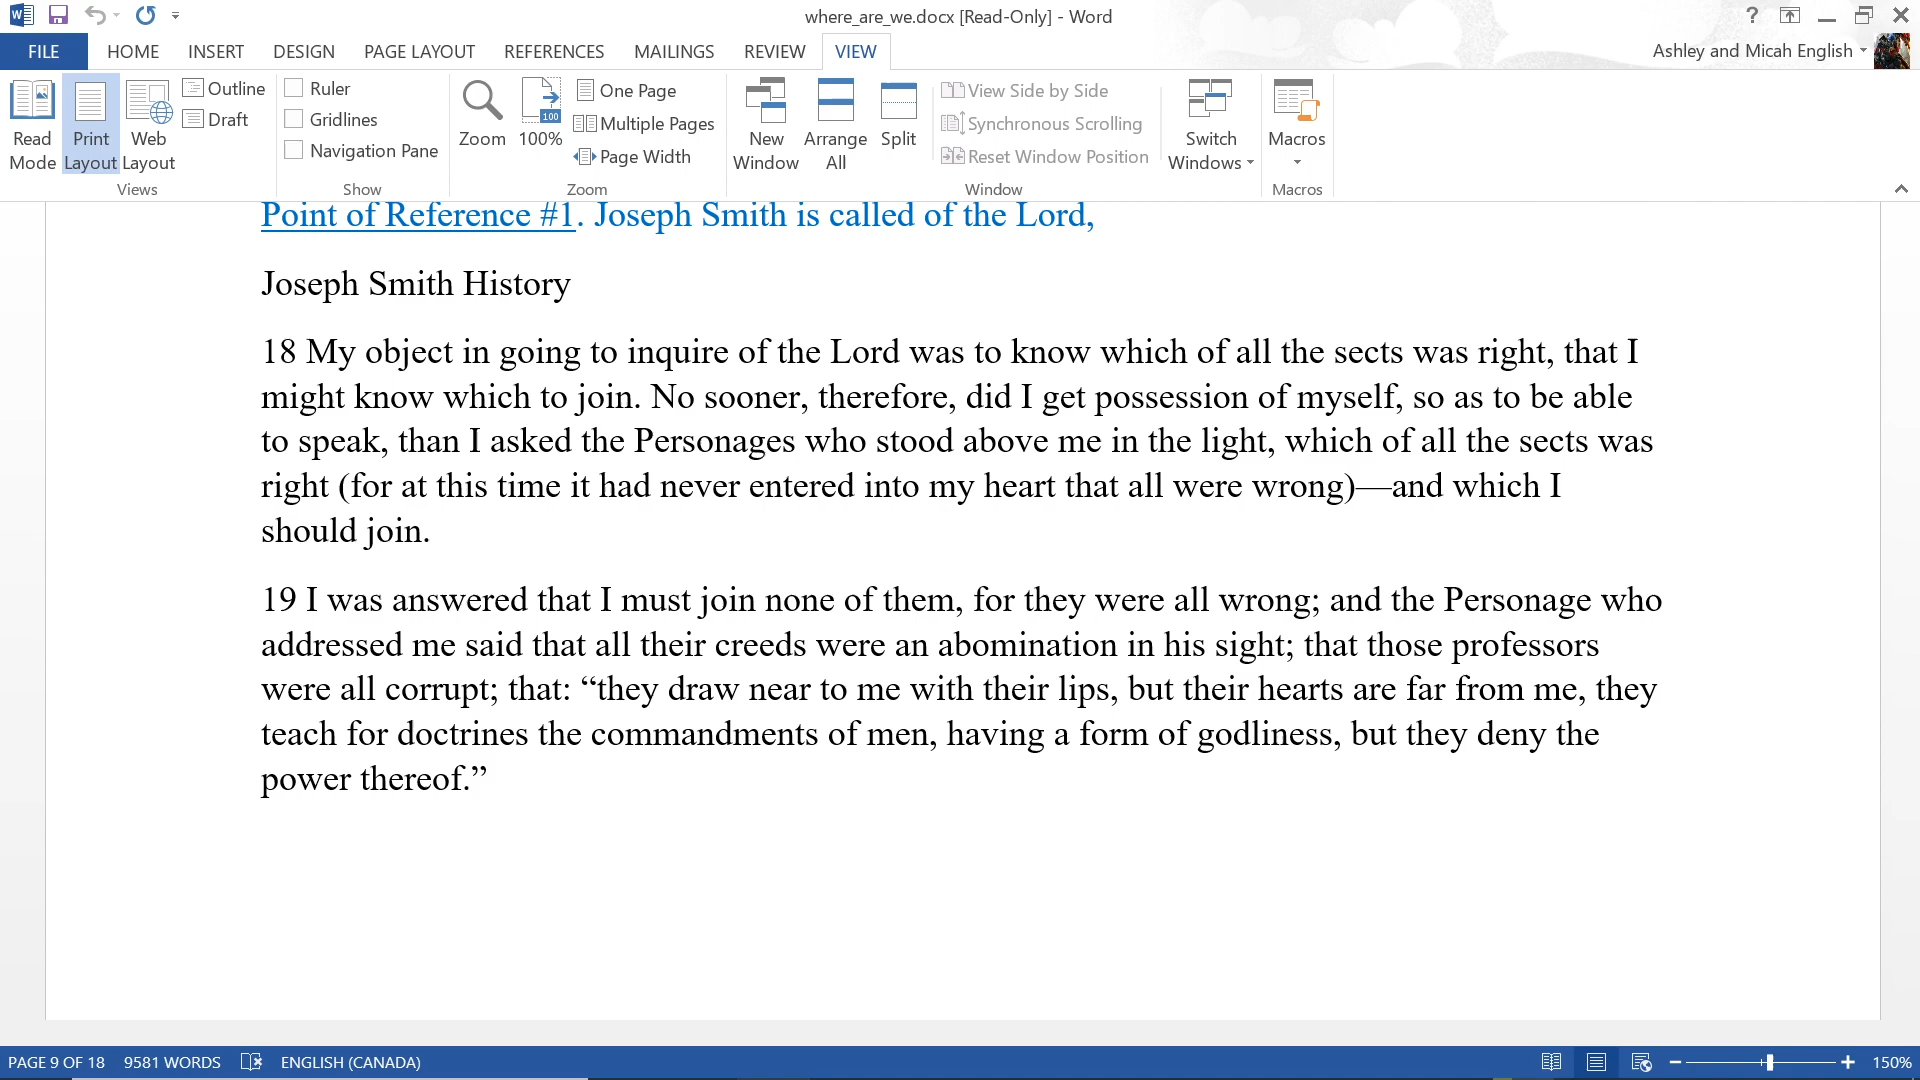 where_are_we.docx [Read-Only] - Word
?
FILE HOME INSERT DESIGN PAGE LAYOUT REFERENCES MAILINGS REVIEW VIEW Ashley and Micah English
Read Mode
Print Layout
Web Layout
Outline
Draft
Views
Ruler
Gridlines
Navigation Pane
Show
Zoom
100
100%
One Page
Multiple Pages
Page Width
Zoom
New Window
Arrange All
Split
View Side by Side
Synchronous Scrolling
Reset Window Position
Window
Switch Windows
Macros
Macros
Point of Reference #1. Joseph Smith is called of the Lord,
Joseph Smith History
18 My object in going to inquire of the Lord was to know which of all the sects was right, that I
might know which to join. No sooner, therefore, did I get possession of myself, so as to be able
to speak, than I asked the Personages who stood above me in the light, which of all the sects was
right (for at this time it had never entered into my heart that all were wrong)—and which I
should join.
19 I was answered that I must join none of them, for they were all wrong; and the Personage who
addressed me said that all their creeds were an abomination in his sight; that those professors
were all corrupt; that: “they draw near to me with their lips, but their hearts are far from me, they
teach for doctrines the commandments of men, having a form of godliness, but they deny the
power thereof.”
PAGE 9 OF 18 9581 WORDS ENGLISH (CANADA) 150%